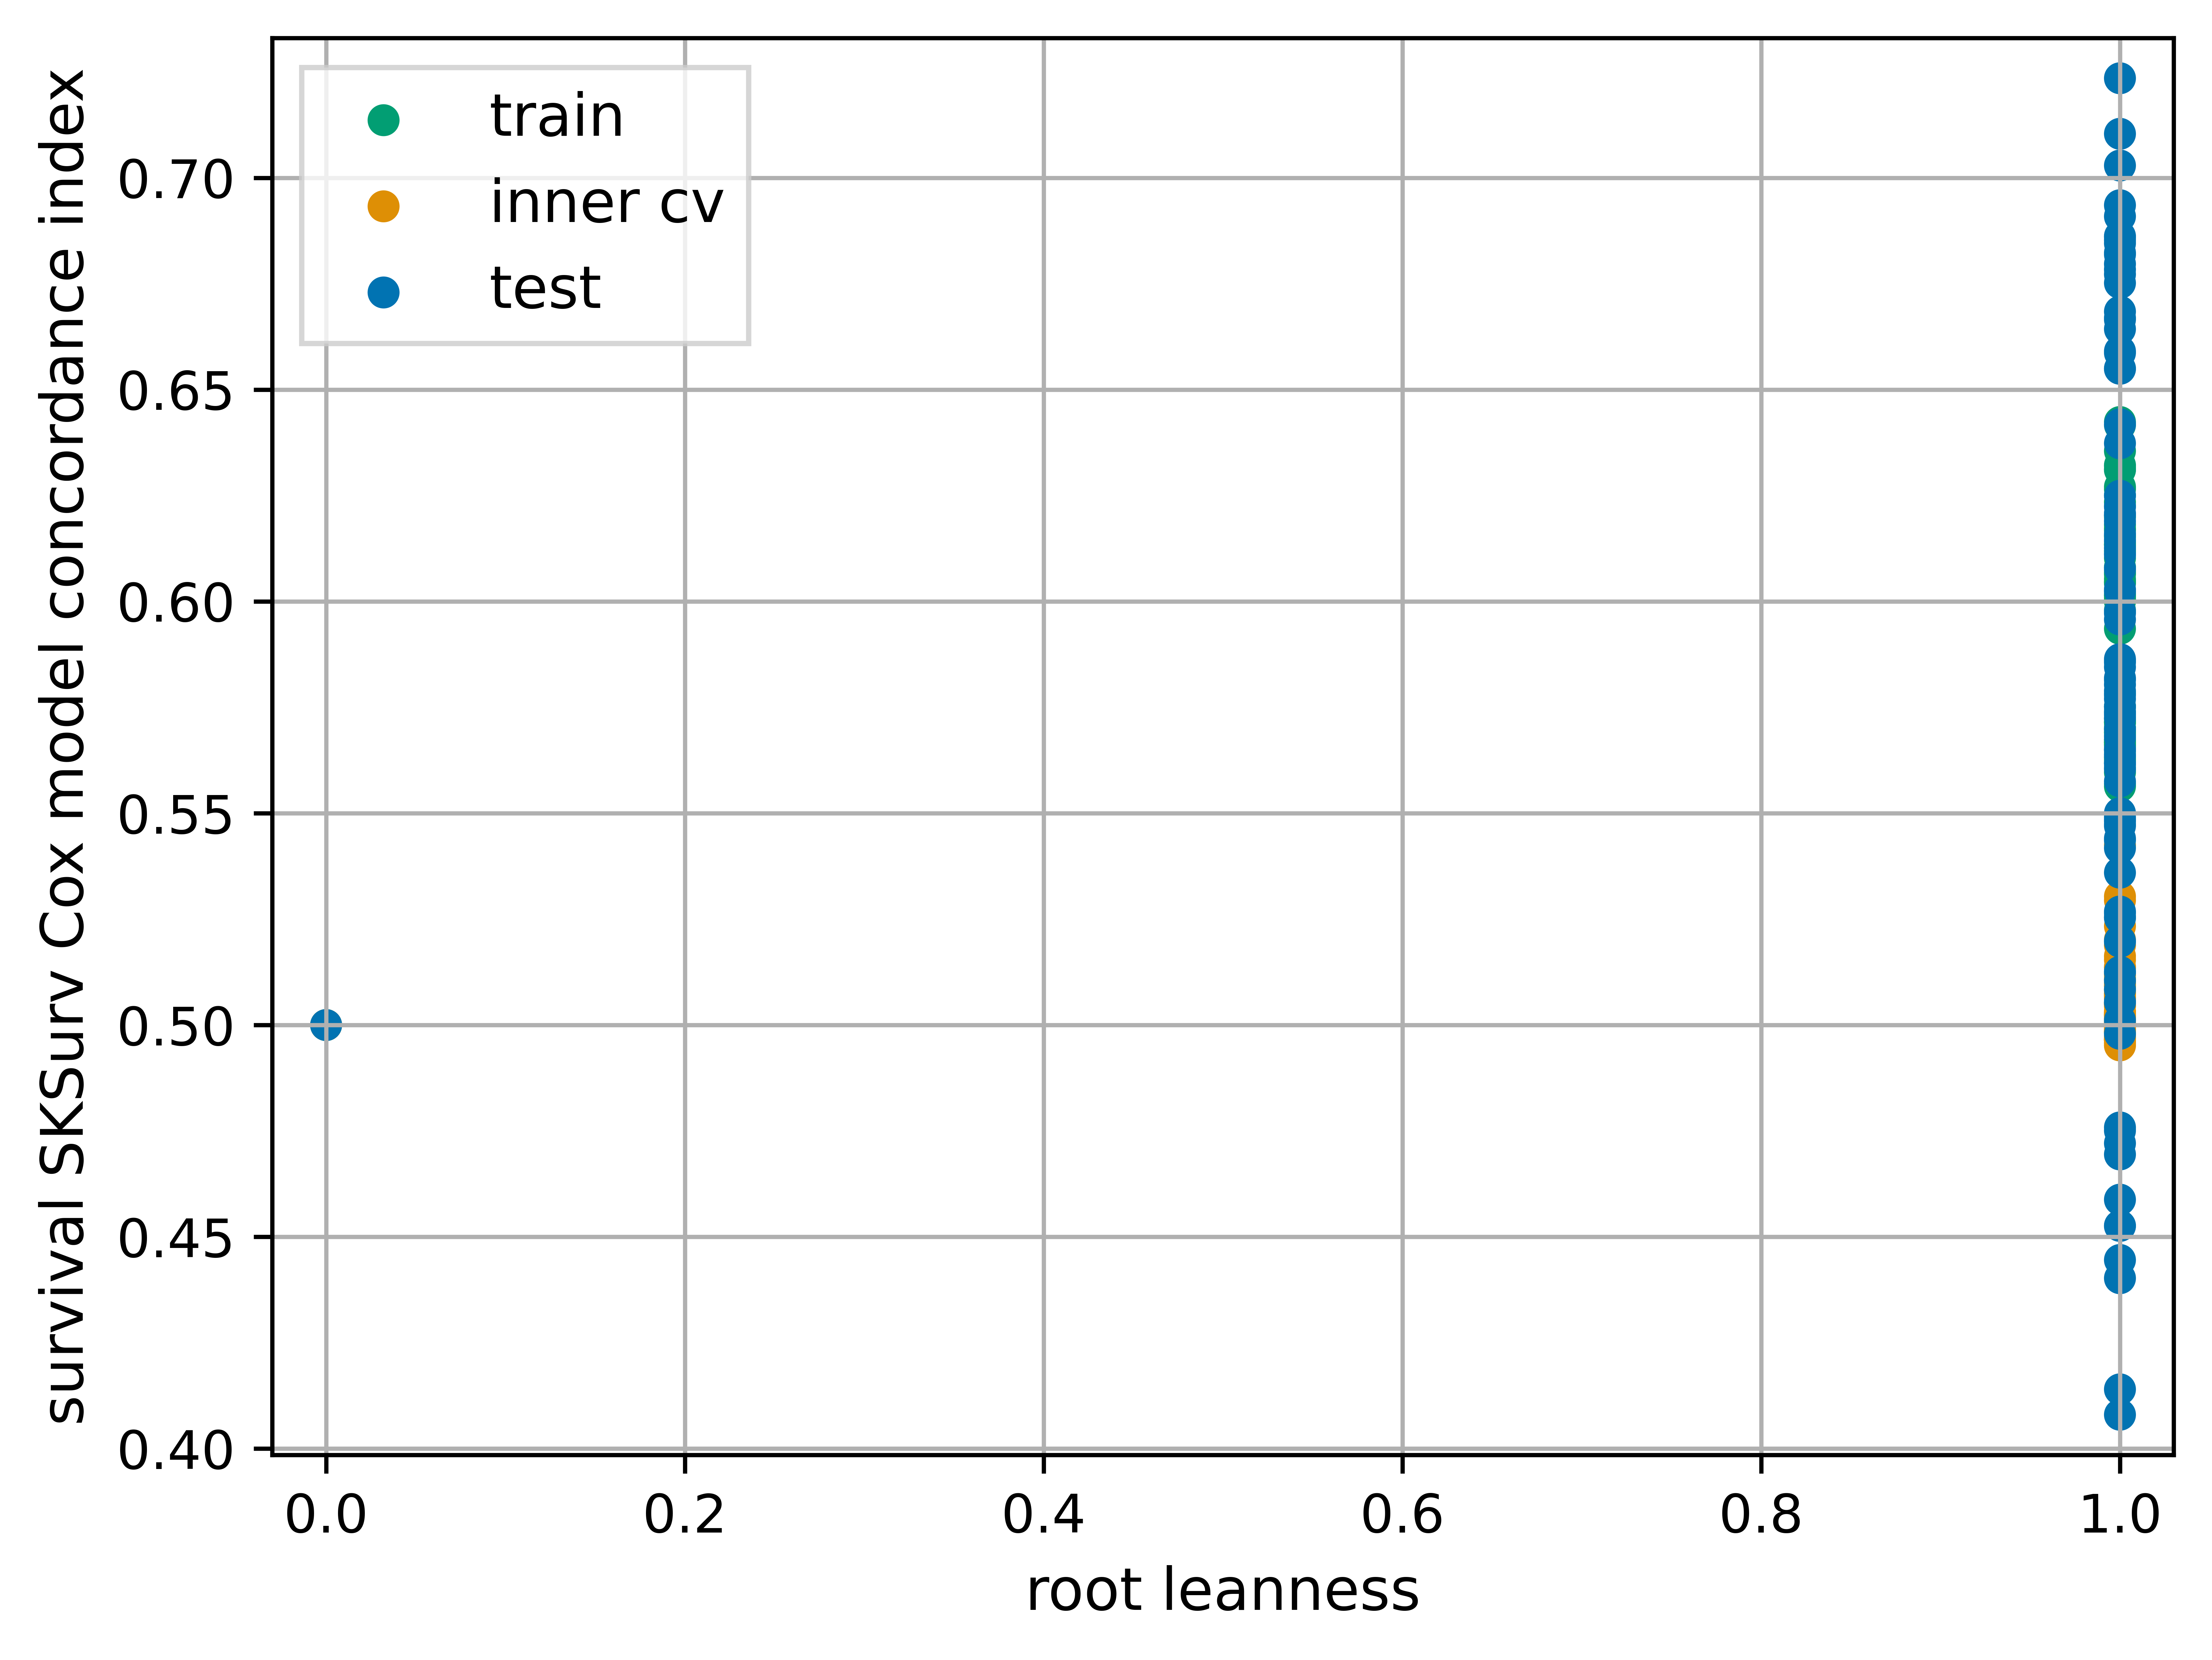 survival SKSurv Cox model concordance index
train
inner cv
test
0.70
0.65
0.60
0.55
0.50
0.45
0.40
0.0 0.2 0.4 0.6 0.8 1.0
root leanness